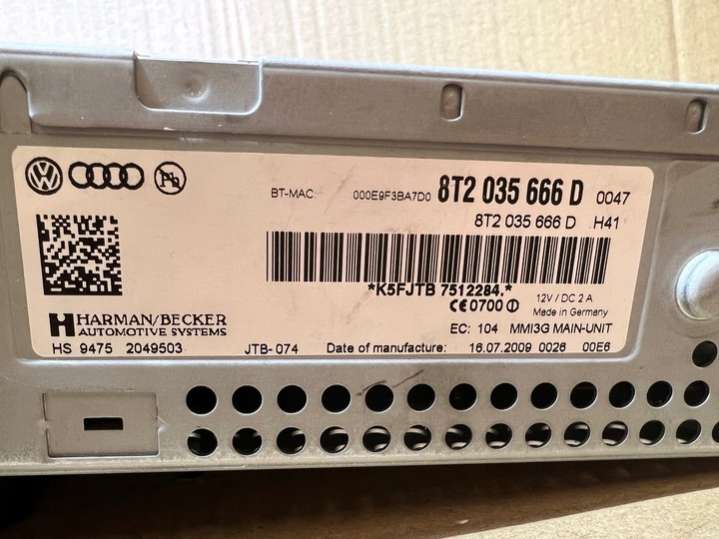 BT-MAC 000E9F3BA7D0 8T2 035 666 D 0047
8T2 035 666 D H41
*K5FJTB 7512284.*
CE0700 12V / DC 2 A
Made in Germany
HARMAN/BECKER
AUTOMOTIVE SYSTEMS
EC: 104 MMI3G MAIN-UNIT
HS 9475 2049503 JTB-074 Date of manufacture: 16.07.2009 0026 00E6